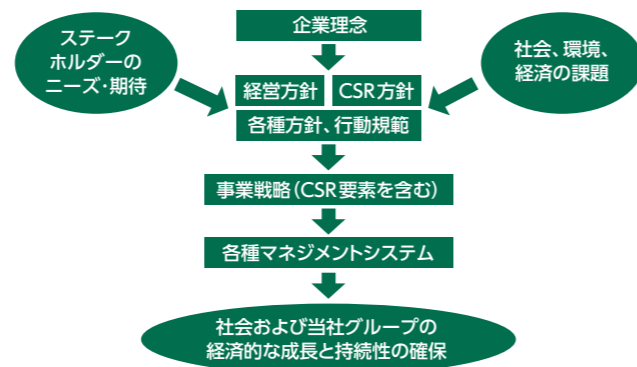 ステーク
ホルダーの
ニーズ・期待
企業理念
社会、環境、
経済の課題
経営方針
CSR方針
各種方針、行動規範
事業戦略（CSR要素を含む）
各種マネジメントシステム
社会および当社グループの
経済的な成長と持続性の確保